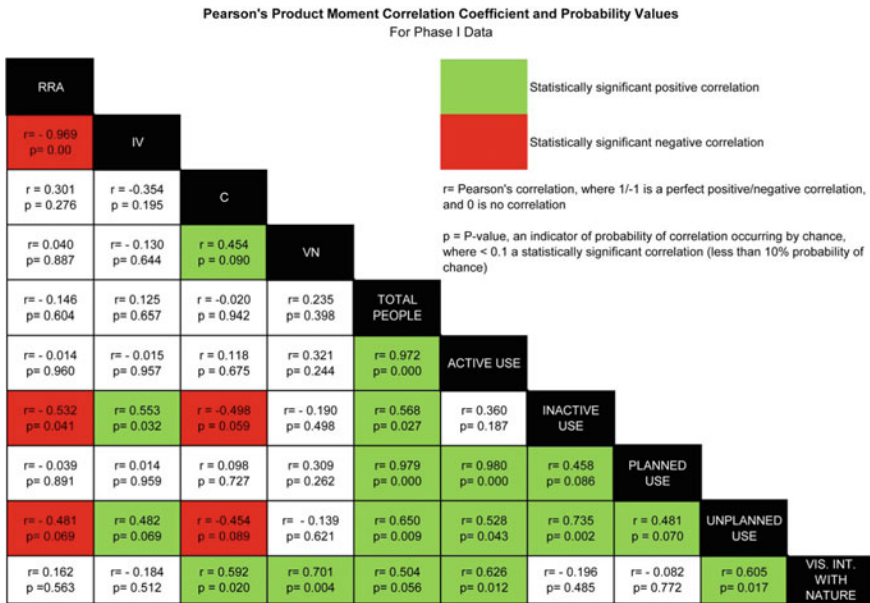 Pearson's Product Moment Correlation Coefficient and Probability Values
For Phase I Data
RRA
Statistically significant positive correlation
r= - 0.969
p= 0.00
IV
Statistically significant negative correlation
r = 0.301
p = 0.276
r = -0.354
p = 0.195
C
r= Pearson's correlation, where 1/-1 is a perfect positive/negative correlation,
and 0 is no correlation
r= 0.040
p= 0.887
r= - 0.130
p= 0.644
r = 0.454
p = 0.090
VN
p = P-value, an indicator of probability of correlation occurring by chance,
where < 0.1 a statistically significant correlation (less than 10% probability of
chance)
r= - 0.146
p= 0.604
r= 0.125
p= 0.657
r = -0.020
p = 0.942
r= 0.235
p= 0.398
TOTAL
PEOPLE
r= - 0.014
p= 0.960
r= - 0.015
p= 0.957
r = 0.118
p = 0.675
r= 0.321
p= 0.244
r= 0.972
p= 0.000
ACTIVE USE
r= - 0.532
p= 0.041
r= 0.553
p= 0.032
r = -0.498
p = 0.059
r= - 0.190
p= 0.498
r= 0.568
p= 0.027
r= 0.360
p= 0.187
INACTIVE
USE
r= - 0.039
p= 0.891
r= 0.014
p= 0.959
r = 0.098
p = 0.727
r= 0.309
p= 0.262
r= 0.979
p= 0.000
r= 0.980
p= 0.000
r= 0.458
p= 0.086
PLANNED
USE
r= - 0.481
p= 0.069
r= 0.482
p= 0.069
r = -0.454
p = 0.089
r= - 0.139
p= 0.621
r= 0.650
p= 0.009
r= 0.528
p= 0.043
r= 0.735
p= 0.002
r = 0.481
p = 0.070
UNPLANNED
USE
r= 0.162
p =0.563
r= - 0.184
p= 0.512
r = 0.592
p = 0.020
r= 0.701
p= 0.004
r= 0.504
p= 0.056
r= 0.626
p= 0.012
r= - 0.196
p= 0.485
r= - 0.082
p= 0.772
r= 0.605
p= 0.017
VIS. INT.
WITH
NATURE